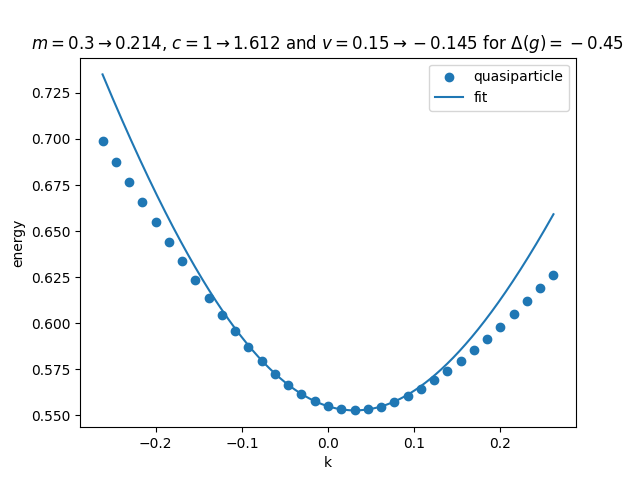 m = 0.3 → 0.214, c = 1 → 1.612 and v = 0.15 → −0.145 for Δ(g) = −0.45
quasiparticle
fit
energy
0.725
0.700
0.675
0.650
0.625
0.600
0.575
0.550
−0.2 −0.1 0.0 0.1 0.2
k